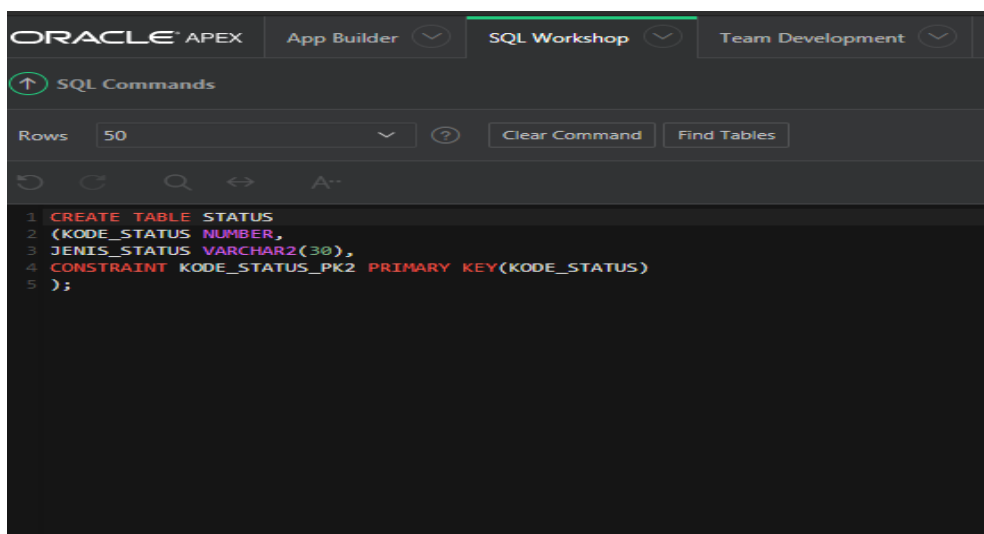 ORACLE APEX App Builder SQL Workshop Team Development
SQL Commands
Rows 50 ? Clear Command Find Tables
A··
1 CREATE TABLE STATUS
2 (KODE_STATUS NUMBER,
3 JENIS_STATUS VARCHAR2(30),
4 CONSTRAINT KODE_STATUS_PK2 PRIMARY KEY(KODE_STATUS)
5 );